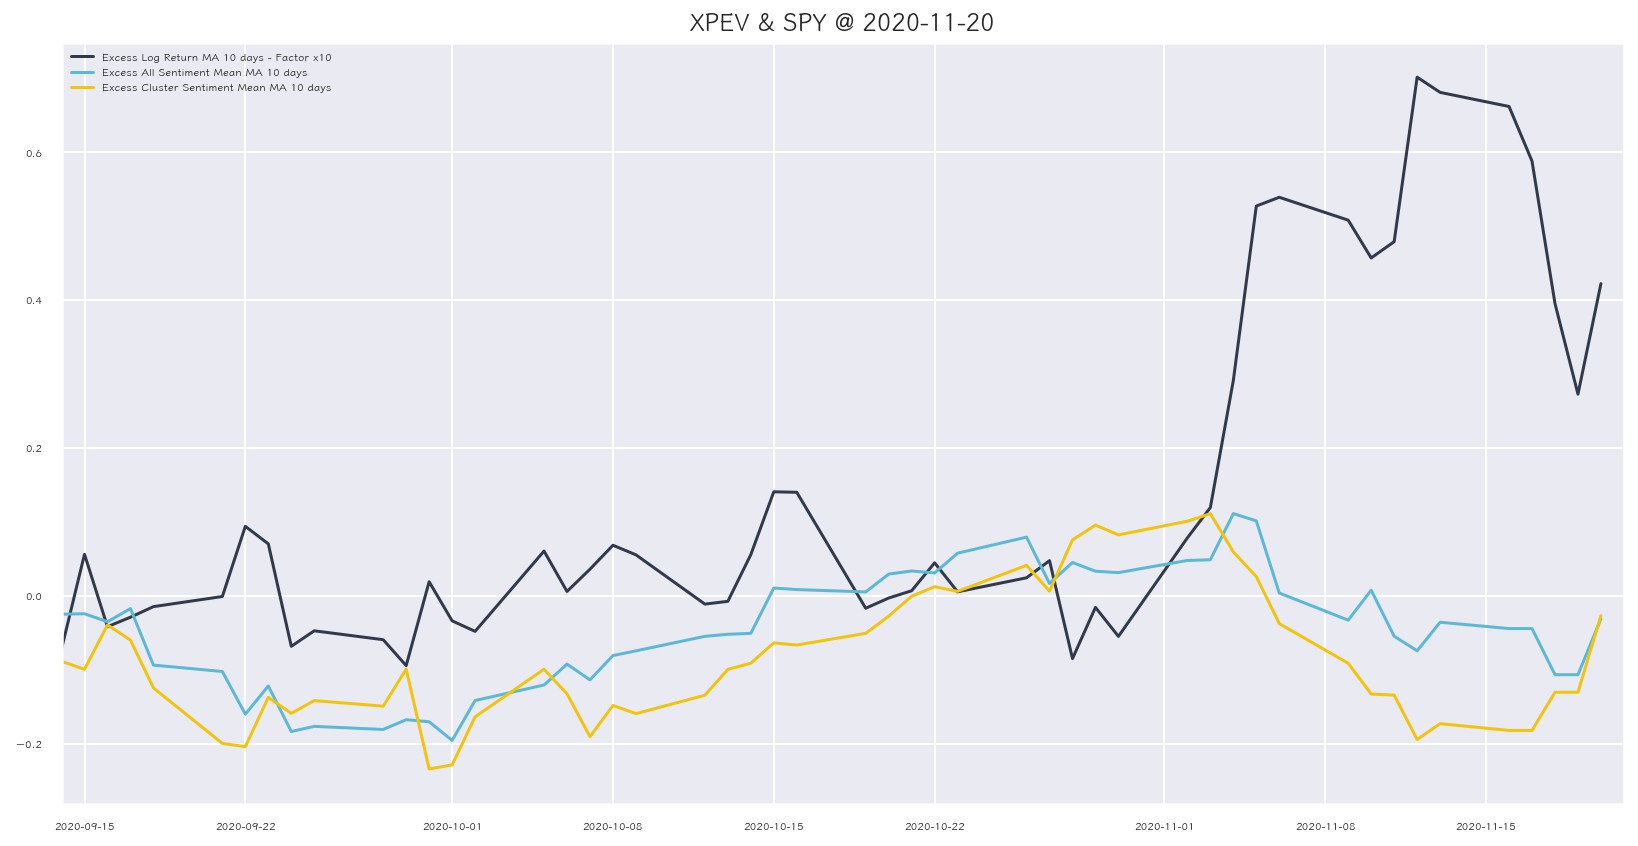 XPEV & SPY @ 2020-11-20
Excess Log Return MA 10 days - Factor x10
Excess All Sentiment Mean MA 10 days
Excess Cluster Sentiment Mean MA 10 days
0.6
0.4
0.2
0.0
−0.2
2020-09-15 2020-09-22 2020-10-01 2020-10-08 2020-10-15 2020-10-22 2020-11-01 2020-11-08 2020-11-15